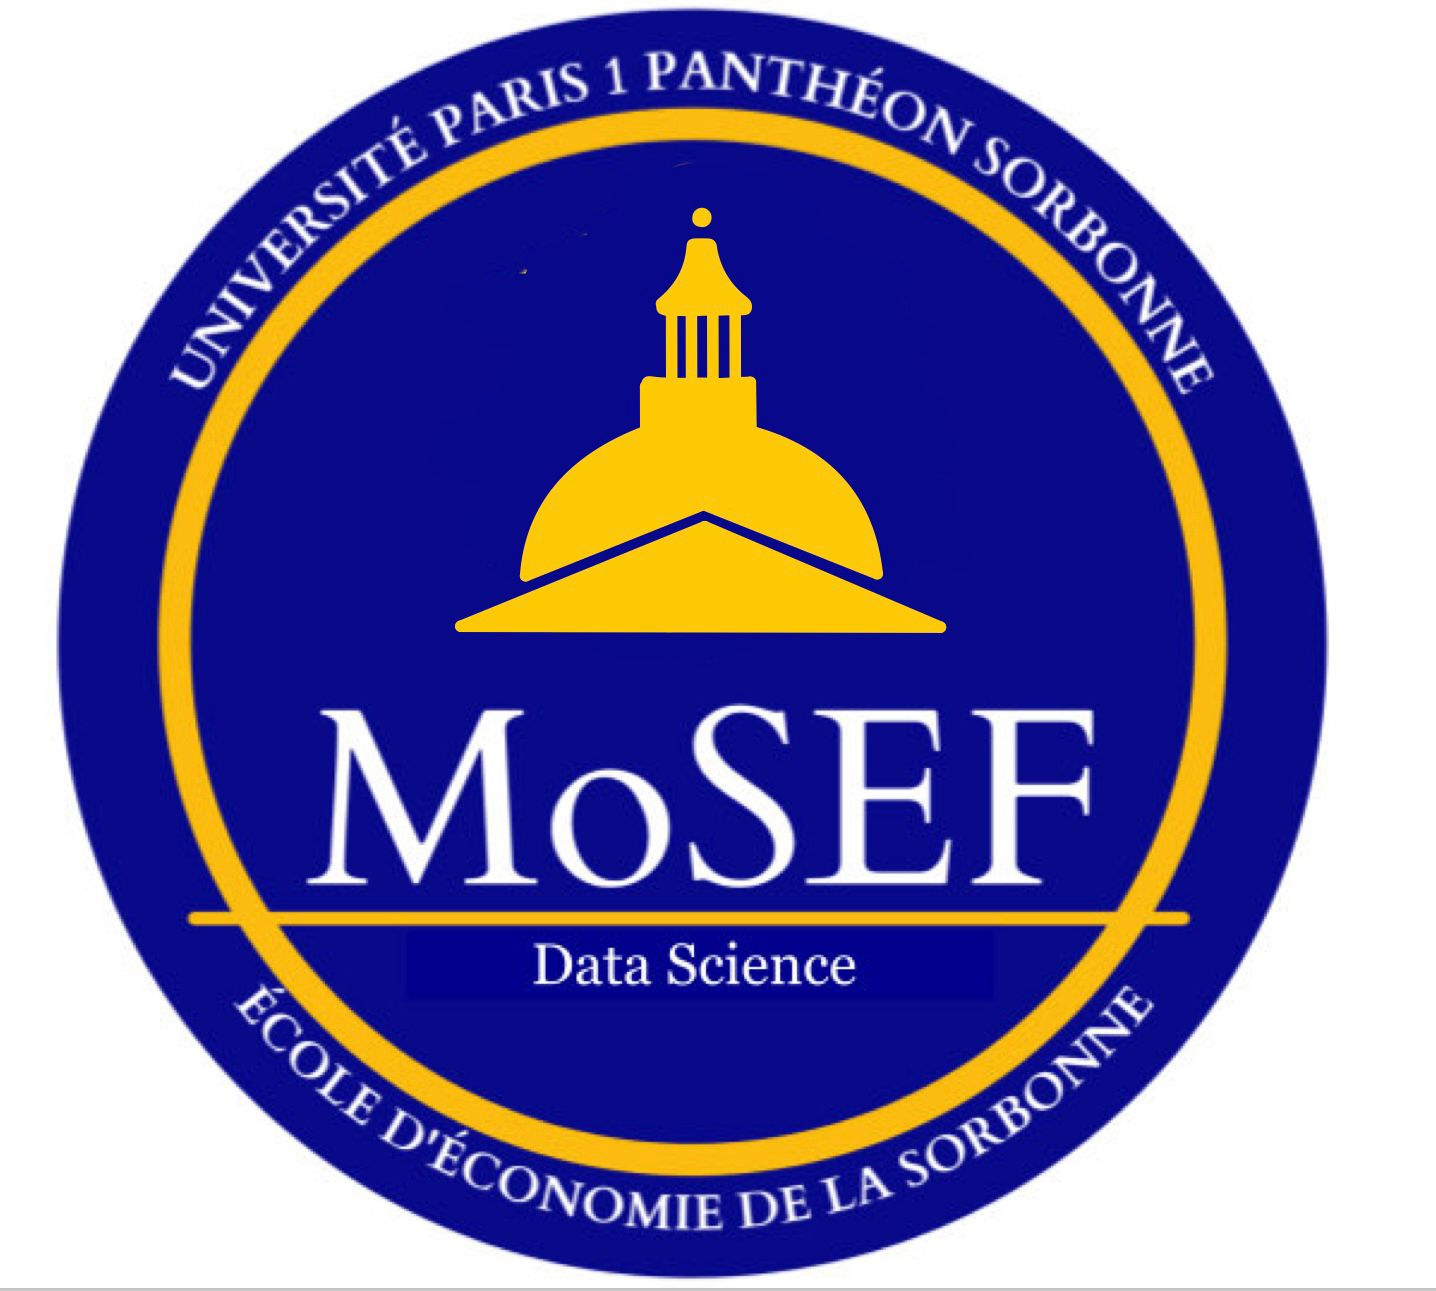 UNIVERSITÉ PARIS 1 PANTHÉON SORBONNE
MoSEF
Data Science
ÉCOLE D'ÉCONOMIE DE LA SORBONNE